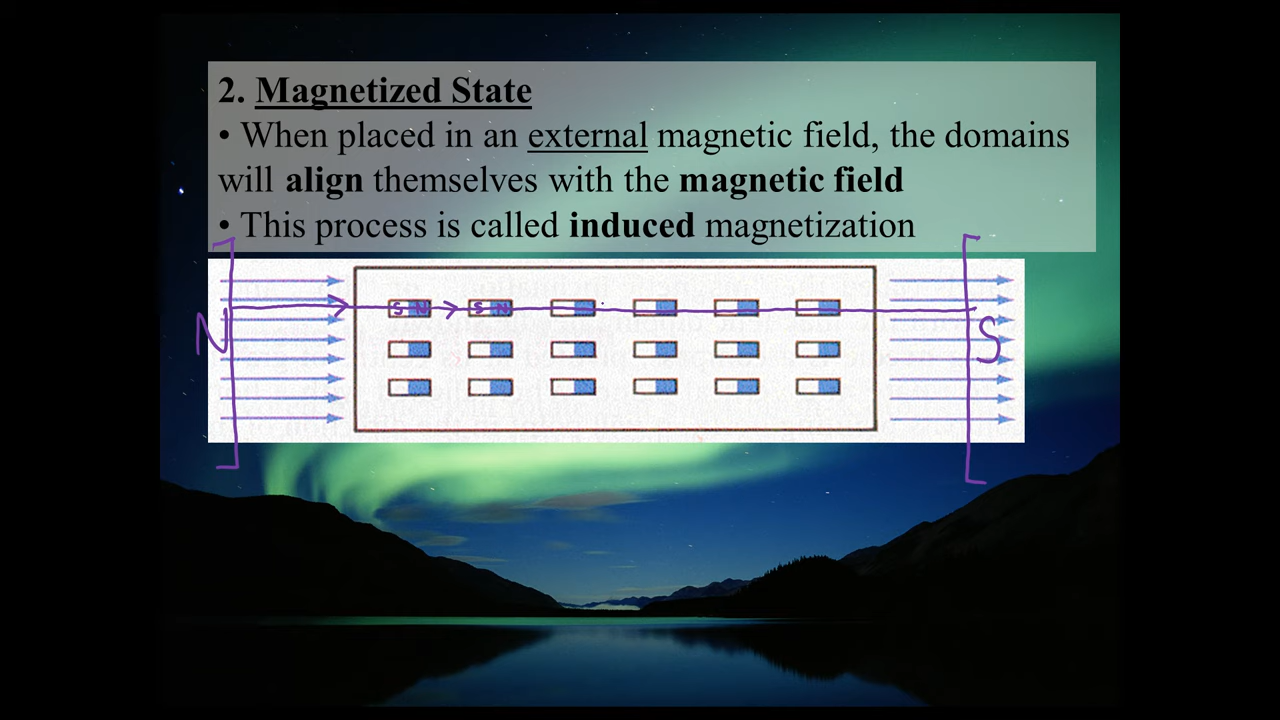 2. Magnetized State
• When placed in an external magnetic field, the domains
will align themselves with the magnetic field
• This process is called induced magnetization
S N S N
N S